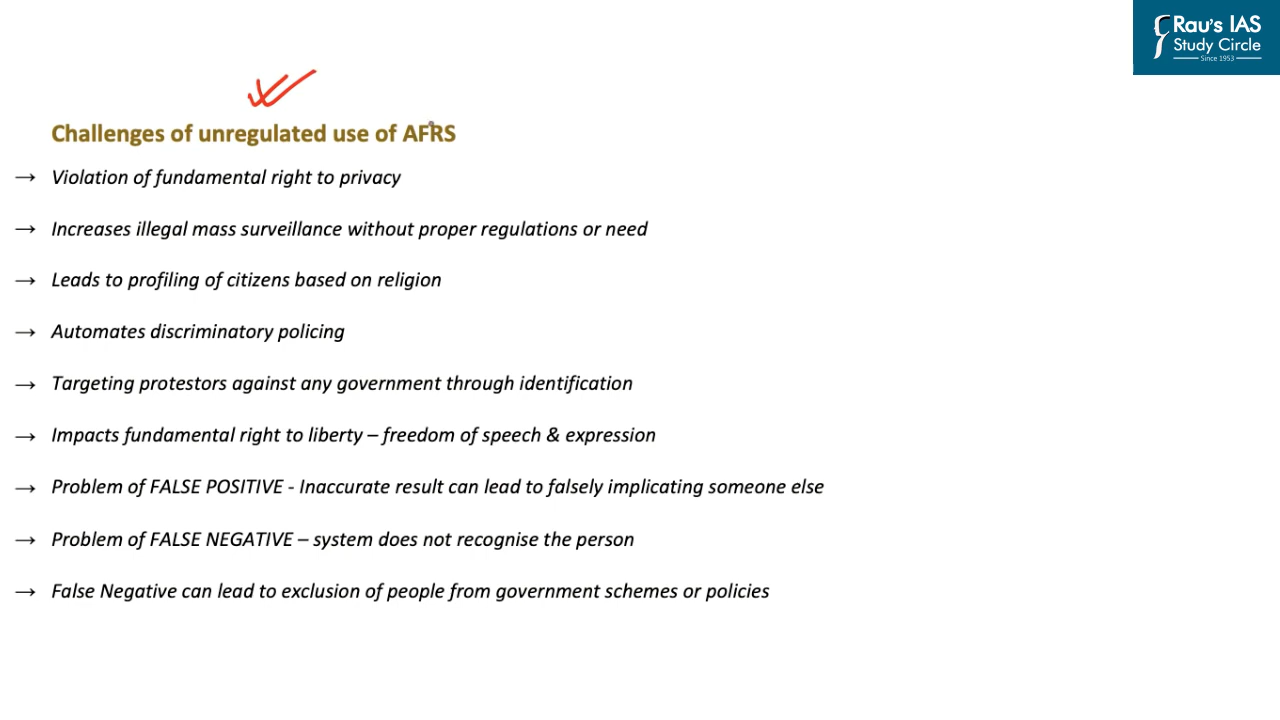 Rau's IAS
Study Circle
Since 1953
Challenges of unregulated use of AFRS
→ Violation of fundamental right to privacy
→ Increases illegal mass surveillance without proper regulations or need
→ Leads to profiling of citizens based on religion
→ Automates discriminatory policing
→ Targeting protestors against any government through identification
→ Impacts fundamental right to liberty – freedom of speech & expression
→ Problem of FALSE POSITIVE - Inaccurate result can lead to falsely implicating someone else
→ Problem of FALSE NEGATIVE – system does not recognise the person
→ False Negative can lead to exclusion of people from government schemes or policies